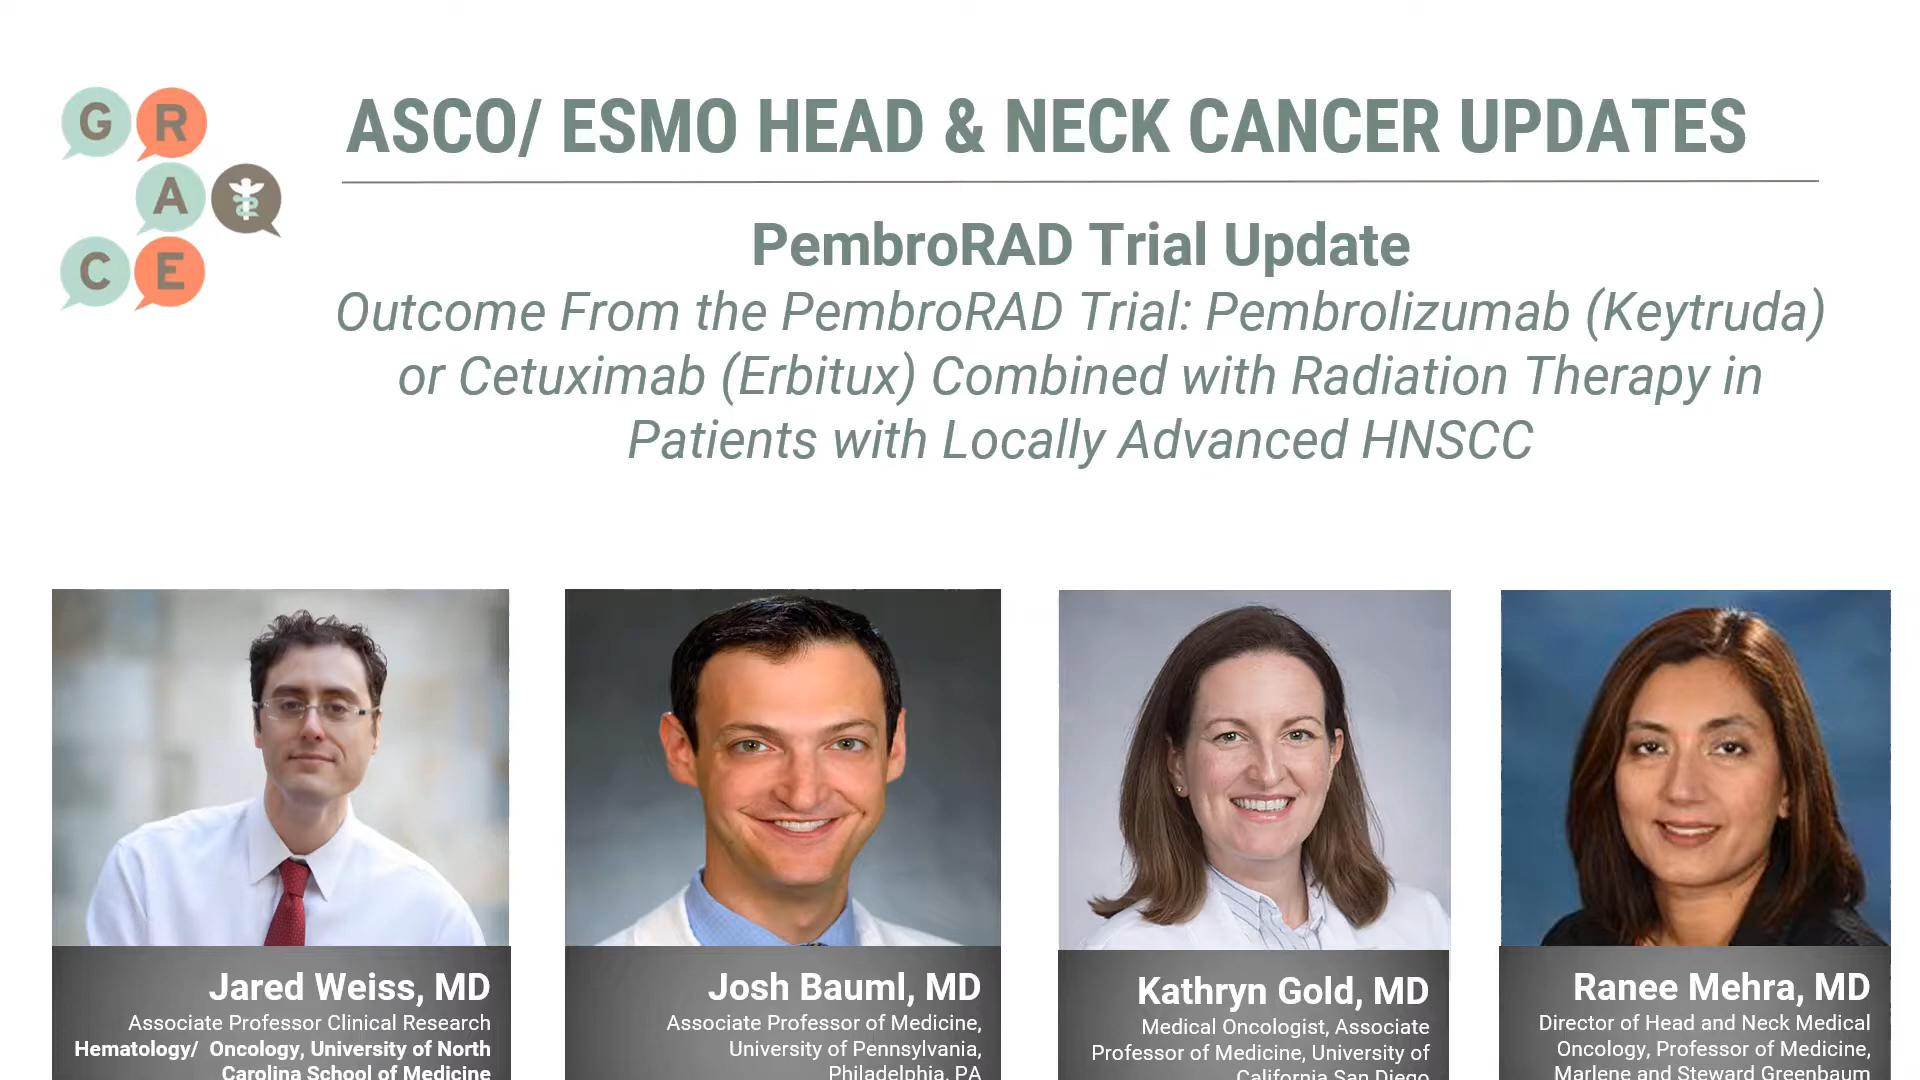 G R
A
C E
ASCO/ ESMO HEAD & NECK CANCER UPDATES
PembroRAD Trial Update
Outcome From the PembroRAD Trial: Pembrolizumab (Keytruda)
or Cetuximab (Erbitux) Combined with Radiation Therapy in
Patients with Locally Advanced HNSCC
Jared Weiss, MD
Associate Professor Clinical Research
Hematology/ Oncology, University of North
Carolina School of Medicine
Josh Bauml, MD
Associate Professor of Medicine,
University of Pennsylvania,
Philadelphia, PA
Kathryn Gold, MD
Medical Oncologist, Associate
Professor of Medicine, University of
California San Diego
Ranee Mehra, MD
Director of Head and Neck Medical
Oncology, Professor of Medicine,
Marlene and Steward Greenbaum